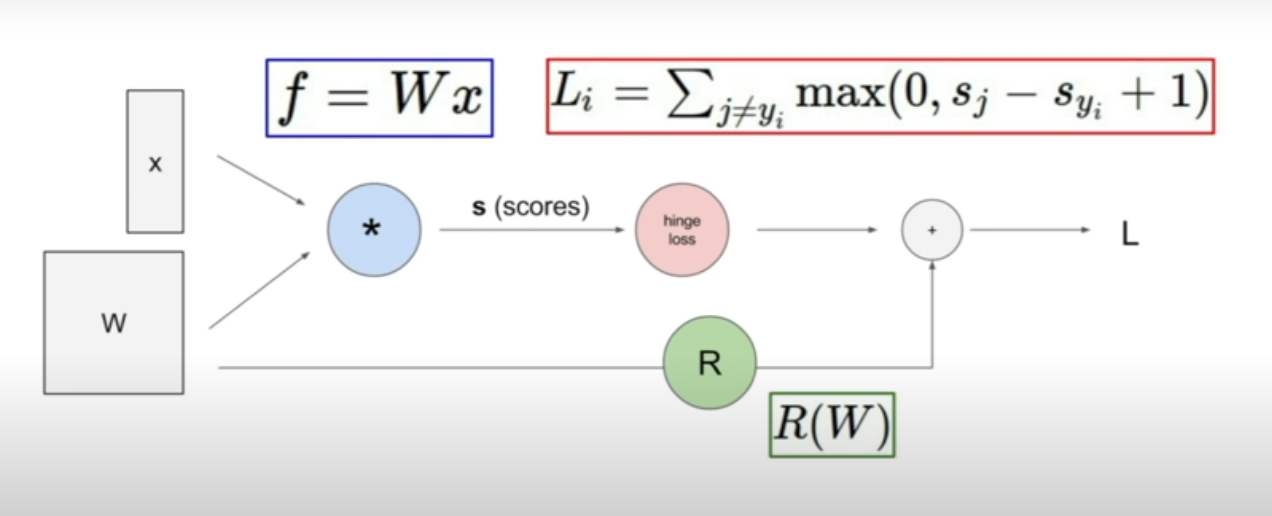 f = Wx
L_i = \sum_{j \neq y_i} \max(0, s_j - s_{y_i} + 1)
x
W
*
s (scores)
hinge
loss
+
L
R
R(W)